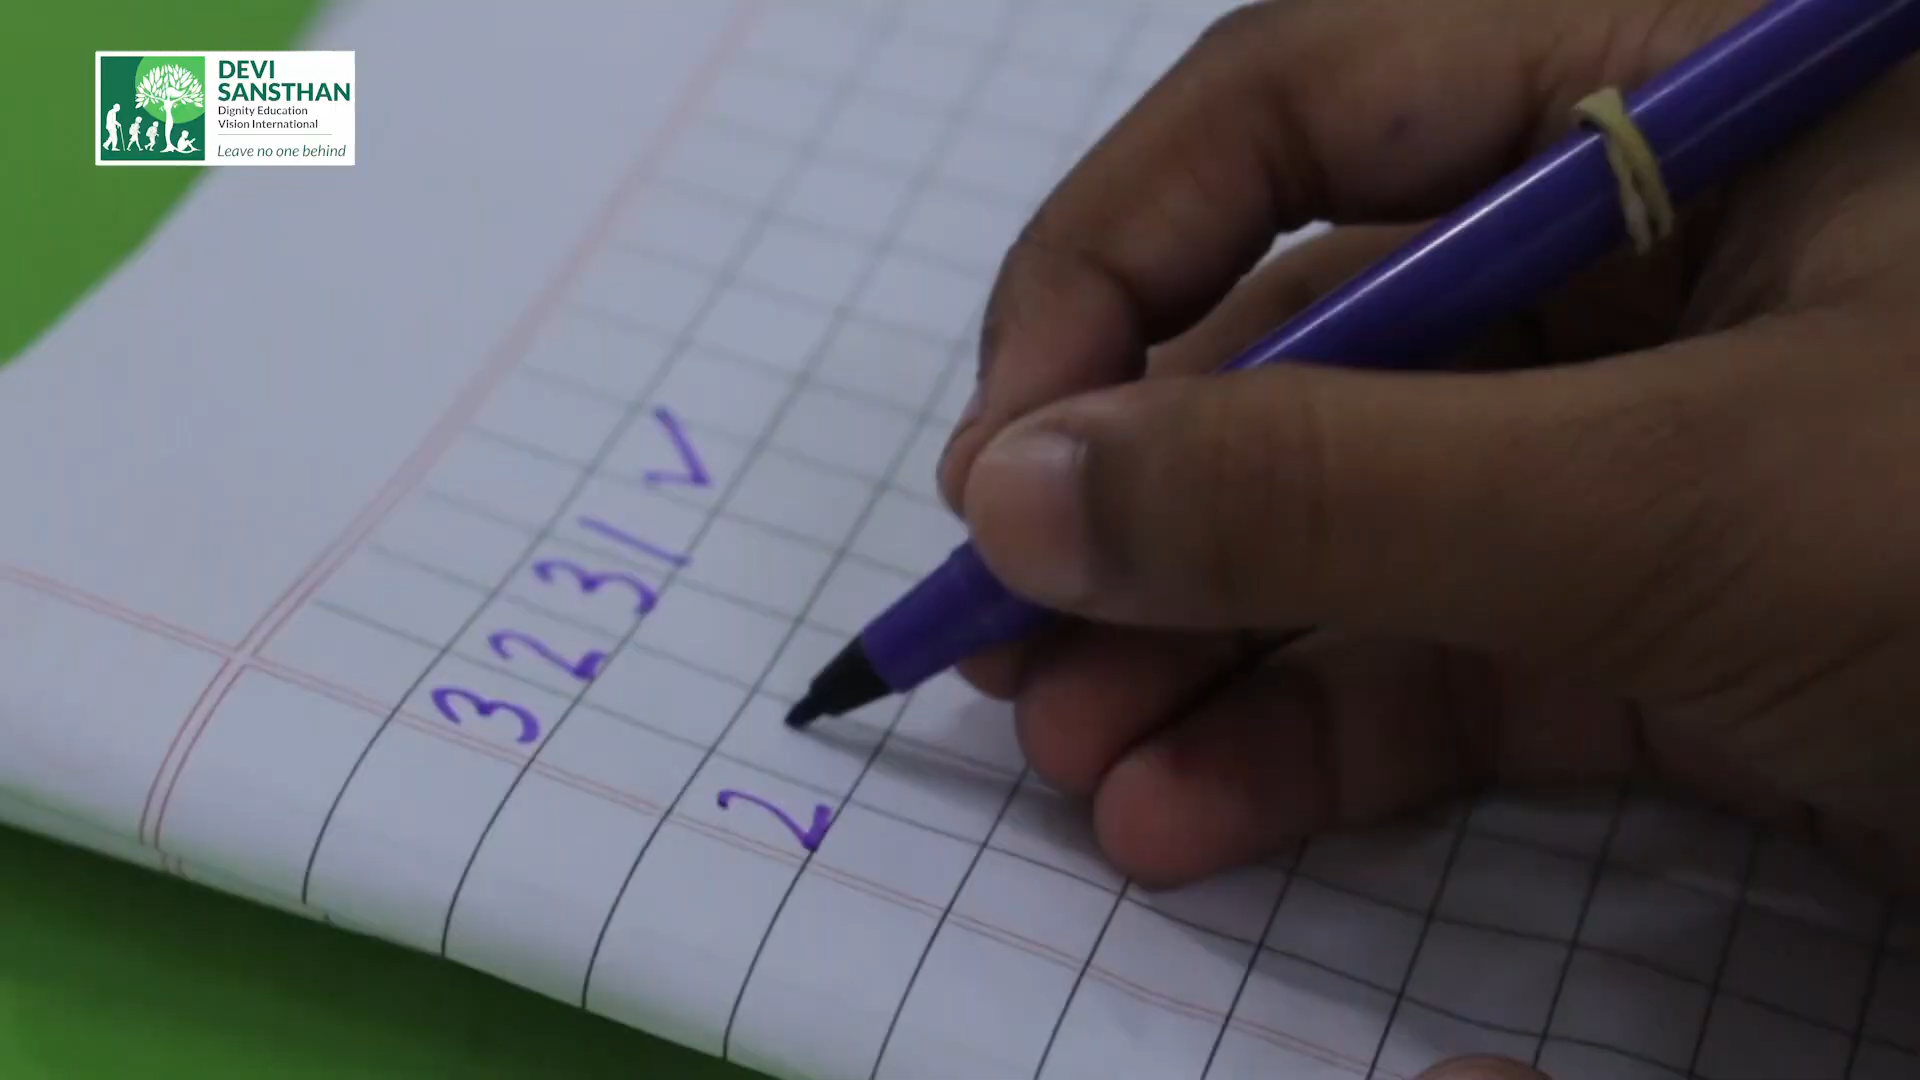 DEVI
SANSTHAN
Dignity Education
Vision International
Leave no one behind
3231 ✓
2